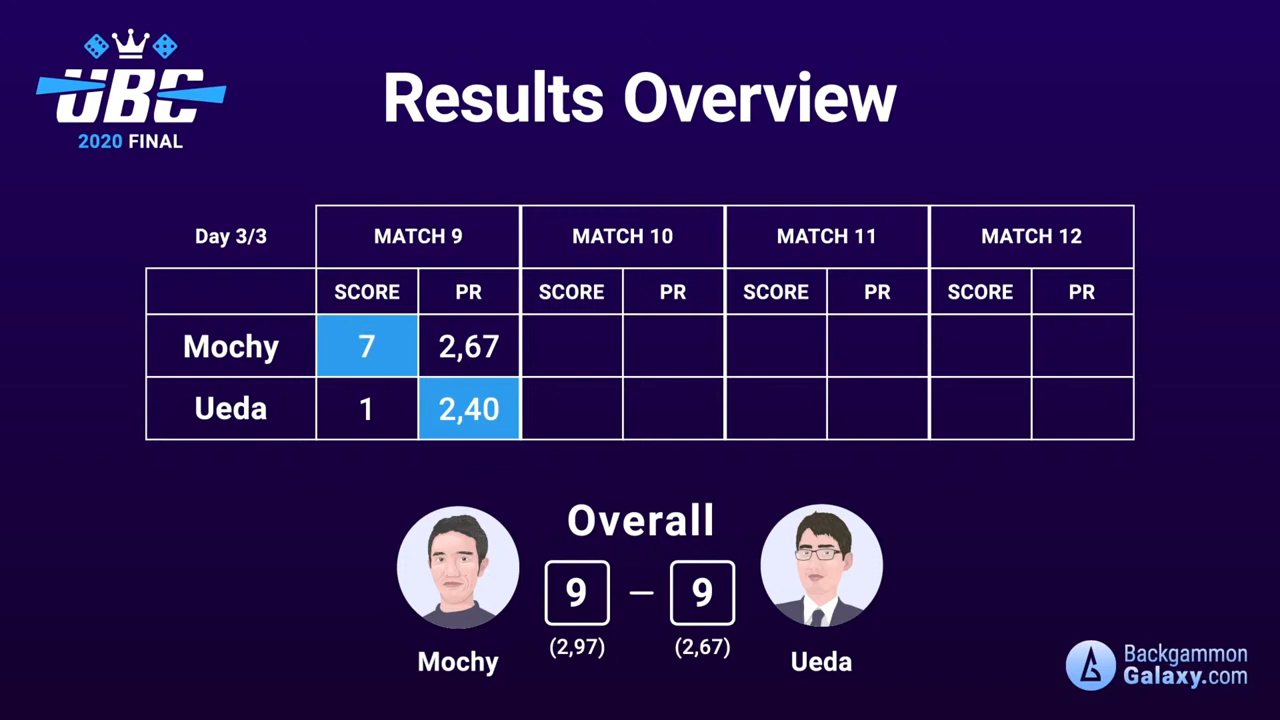 UBC
2020 FINAL
Results Overview
Day 3/3 MATCH 9 MATCH 10 MATCH 11 MATCH 12
SCORE PR SCORE PR SCORE PR SCORE PR
Mochy 7 2,67
Ueda 1 2,40
Overall
9 – 9
(2,97) (2,67)
Mochy Ueda
Backgammon
Galaxy.com